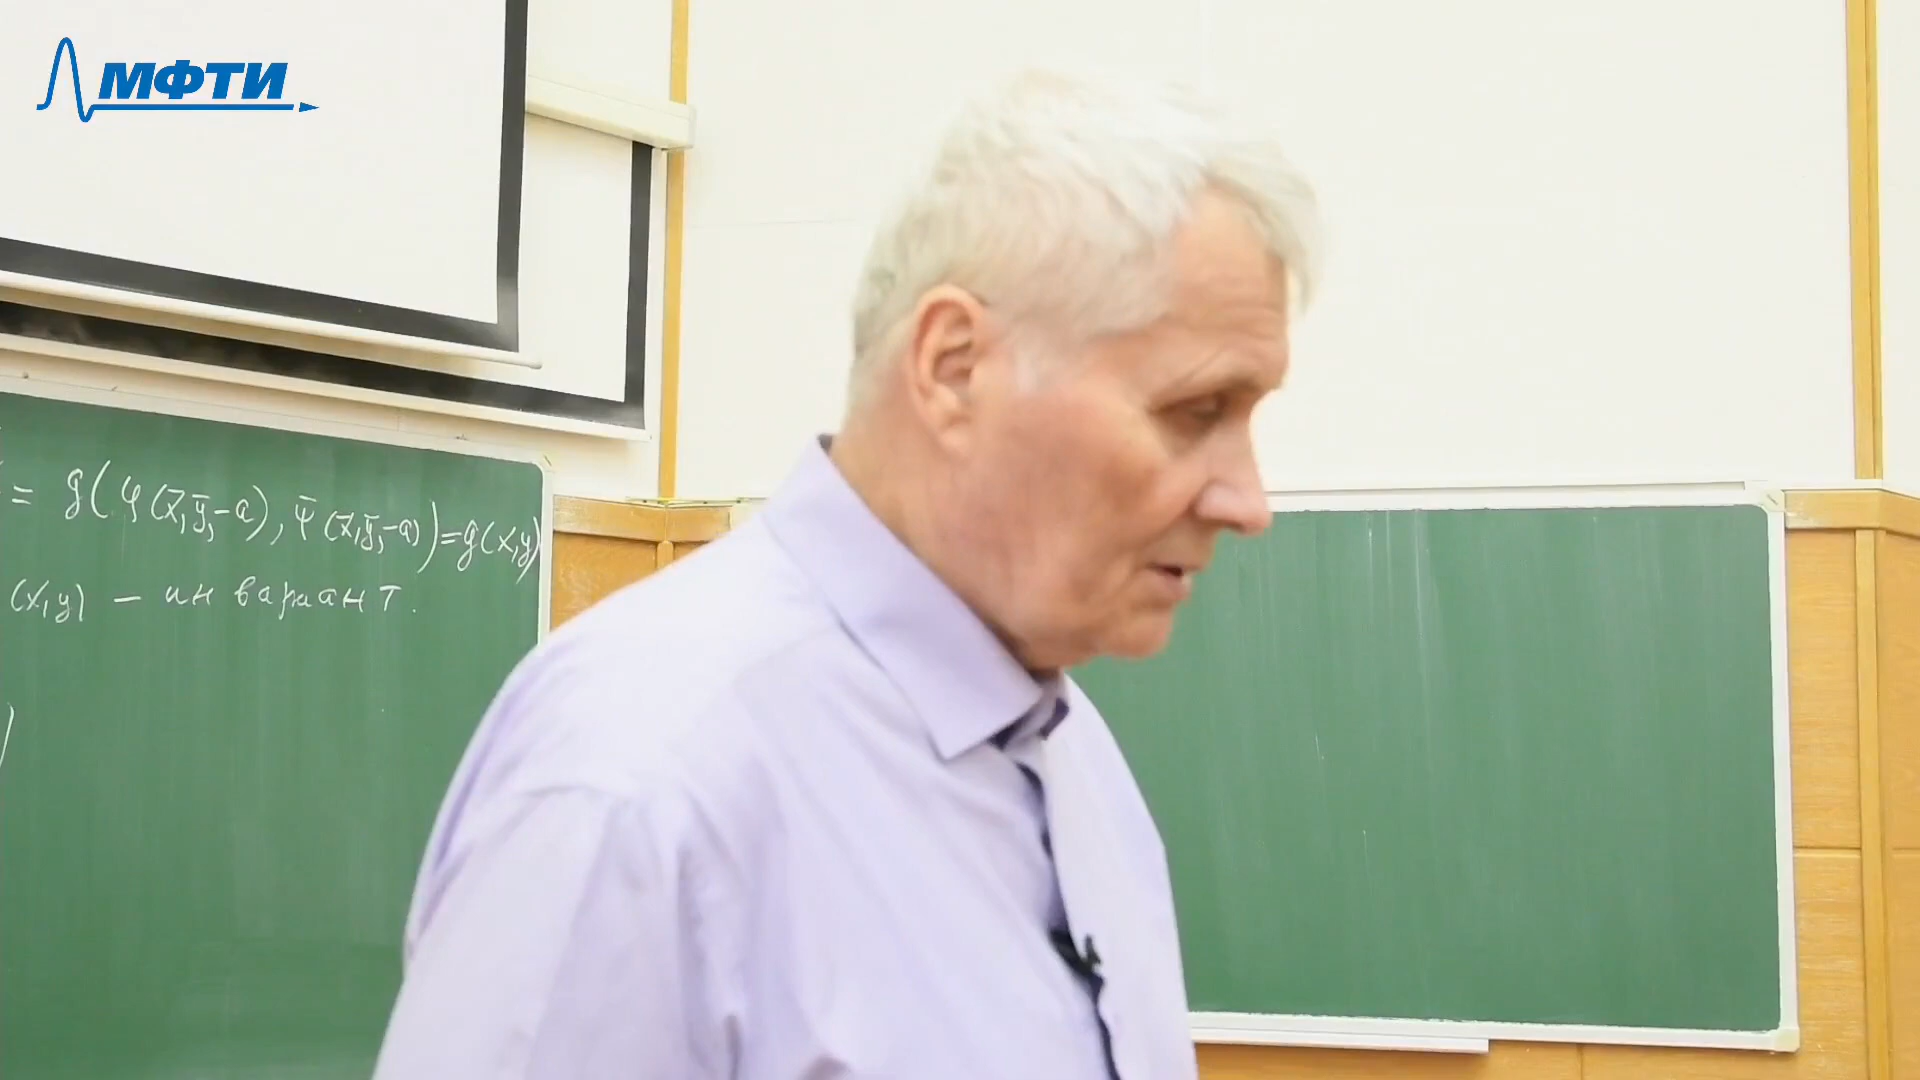 МФТИ
= g(φ(x̄,ȳ,-a), ψ̄(x̄,ȳ,-a))=g(x,y)
(x,y) – инвариант.